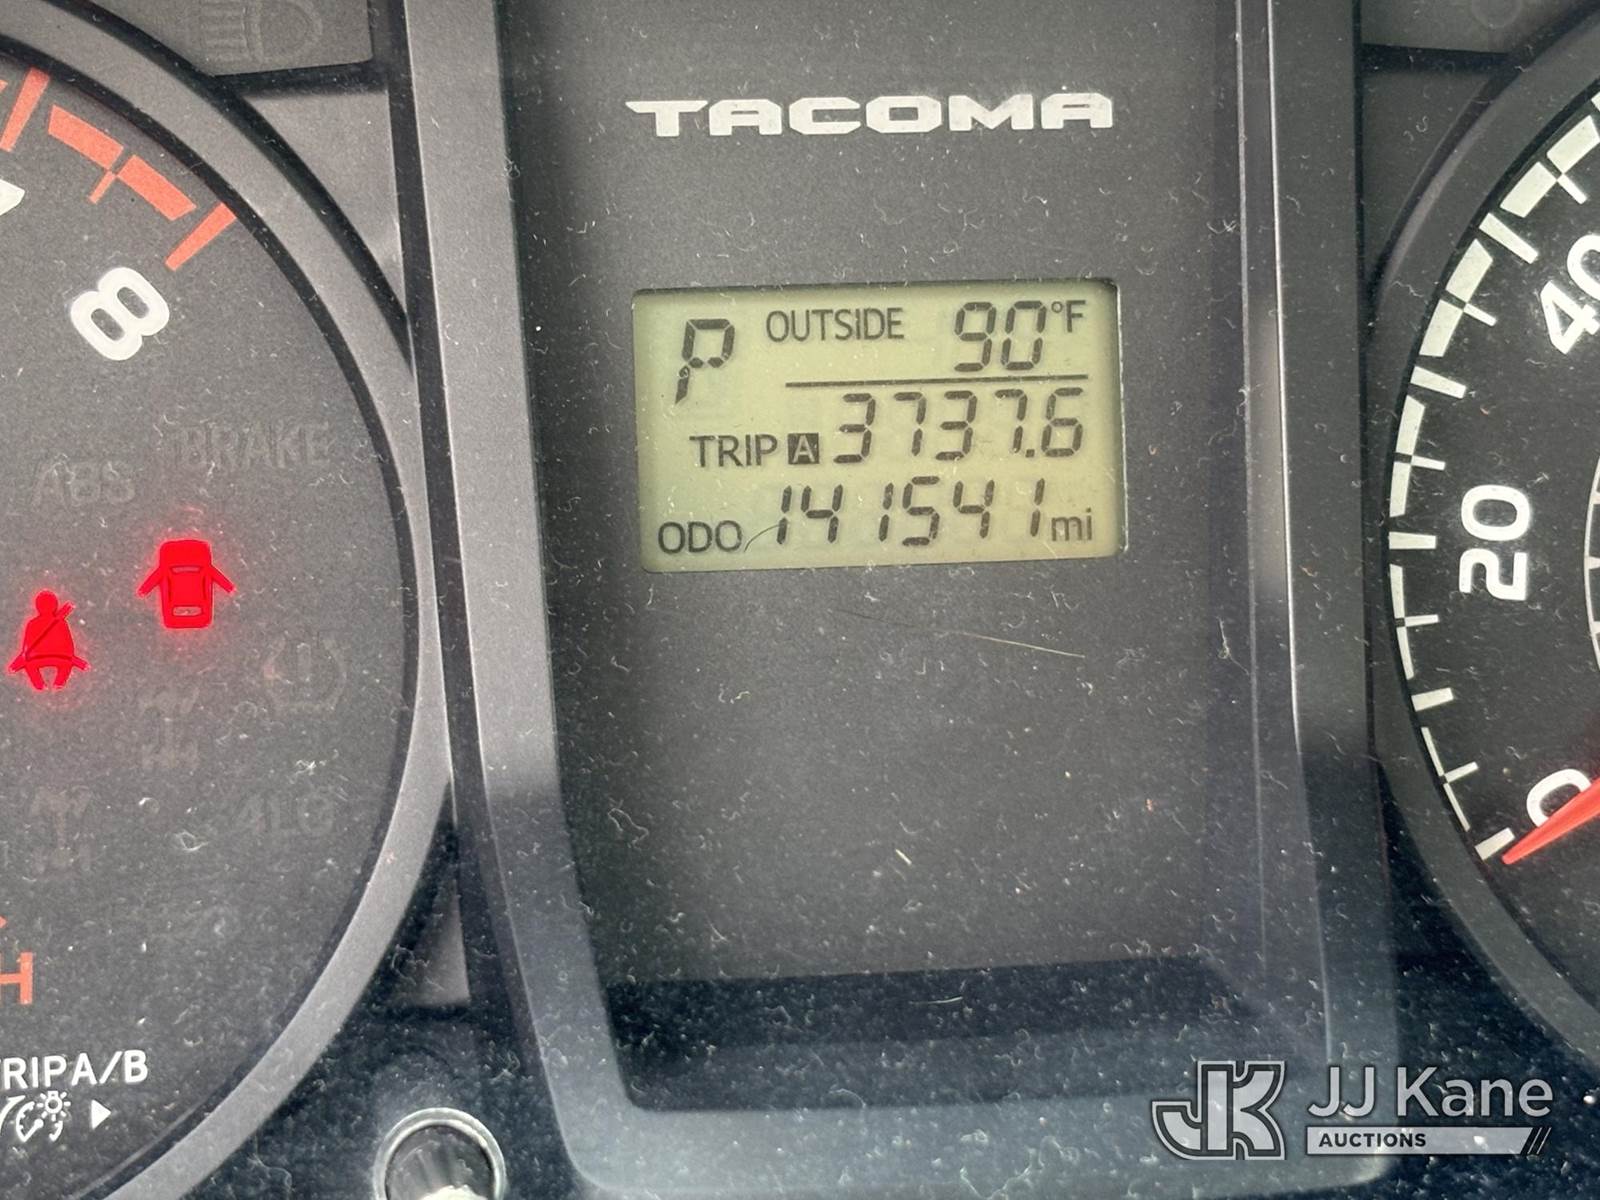 TACOMA
P OUTSIDE 90°F
TRIP A 3737.6
ODO 141541 mi
8
BRAKE
ABS
4LO
H
TRIP A/B
40
20
0
JK JJ Kane
AUCTIONS